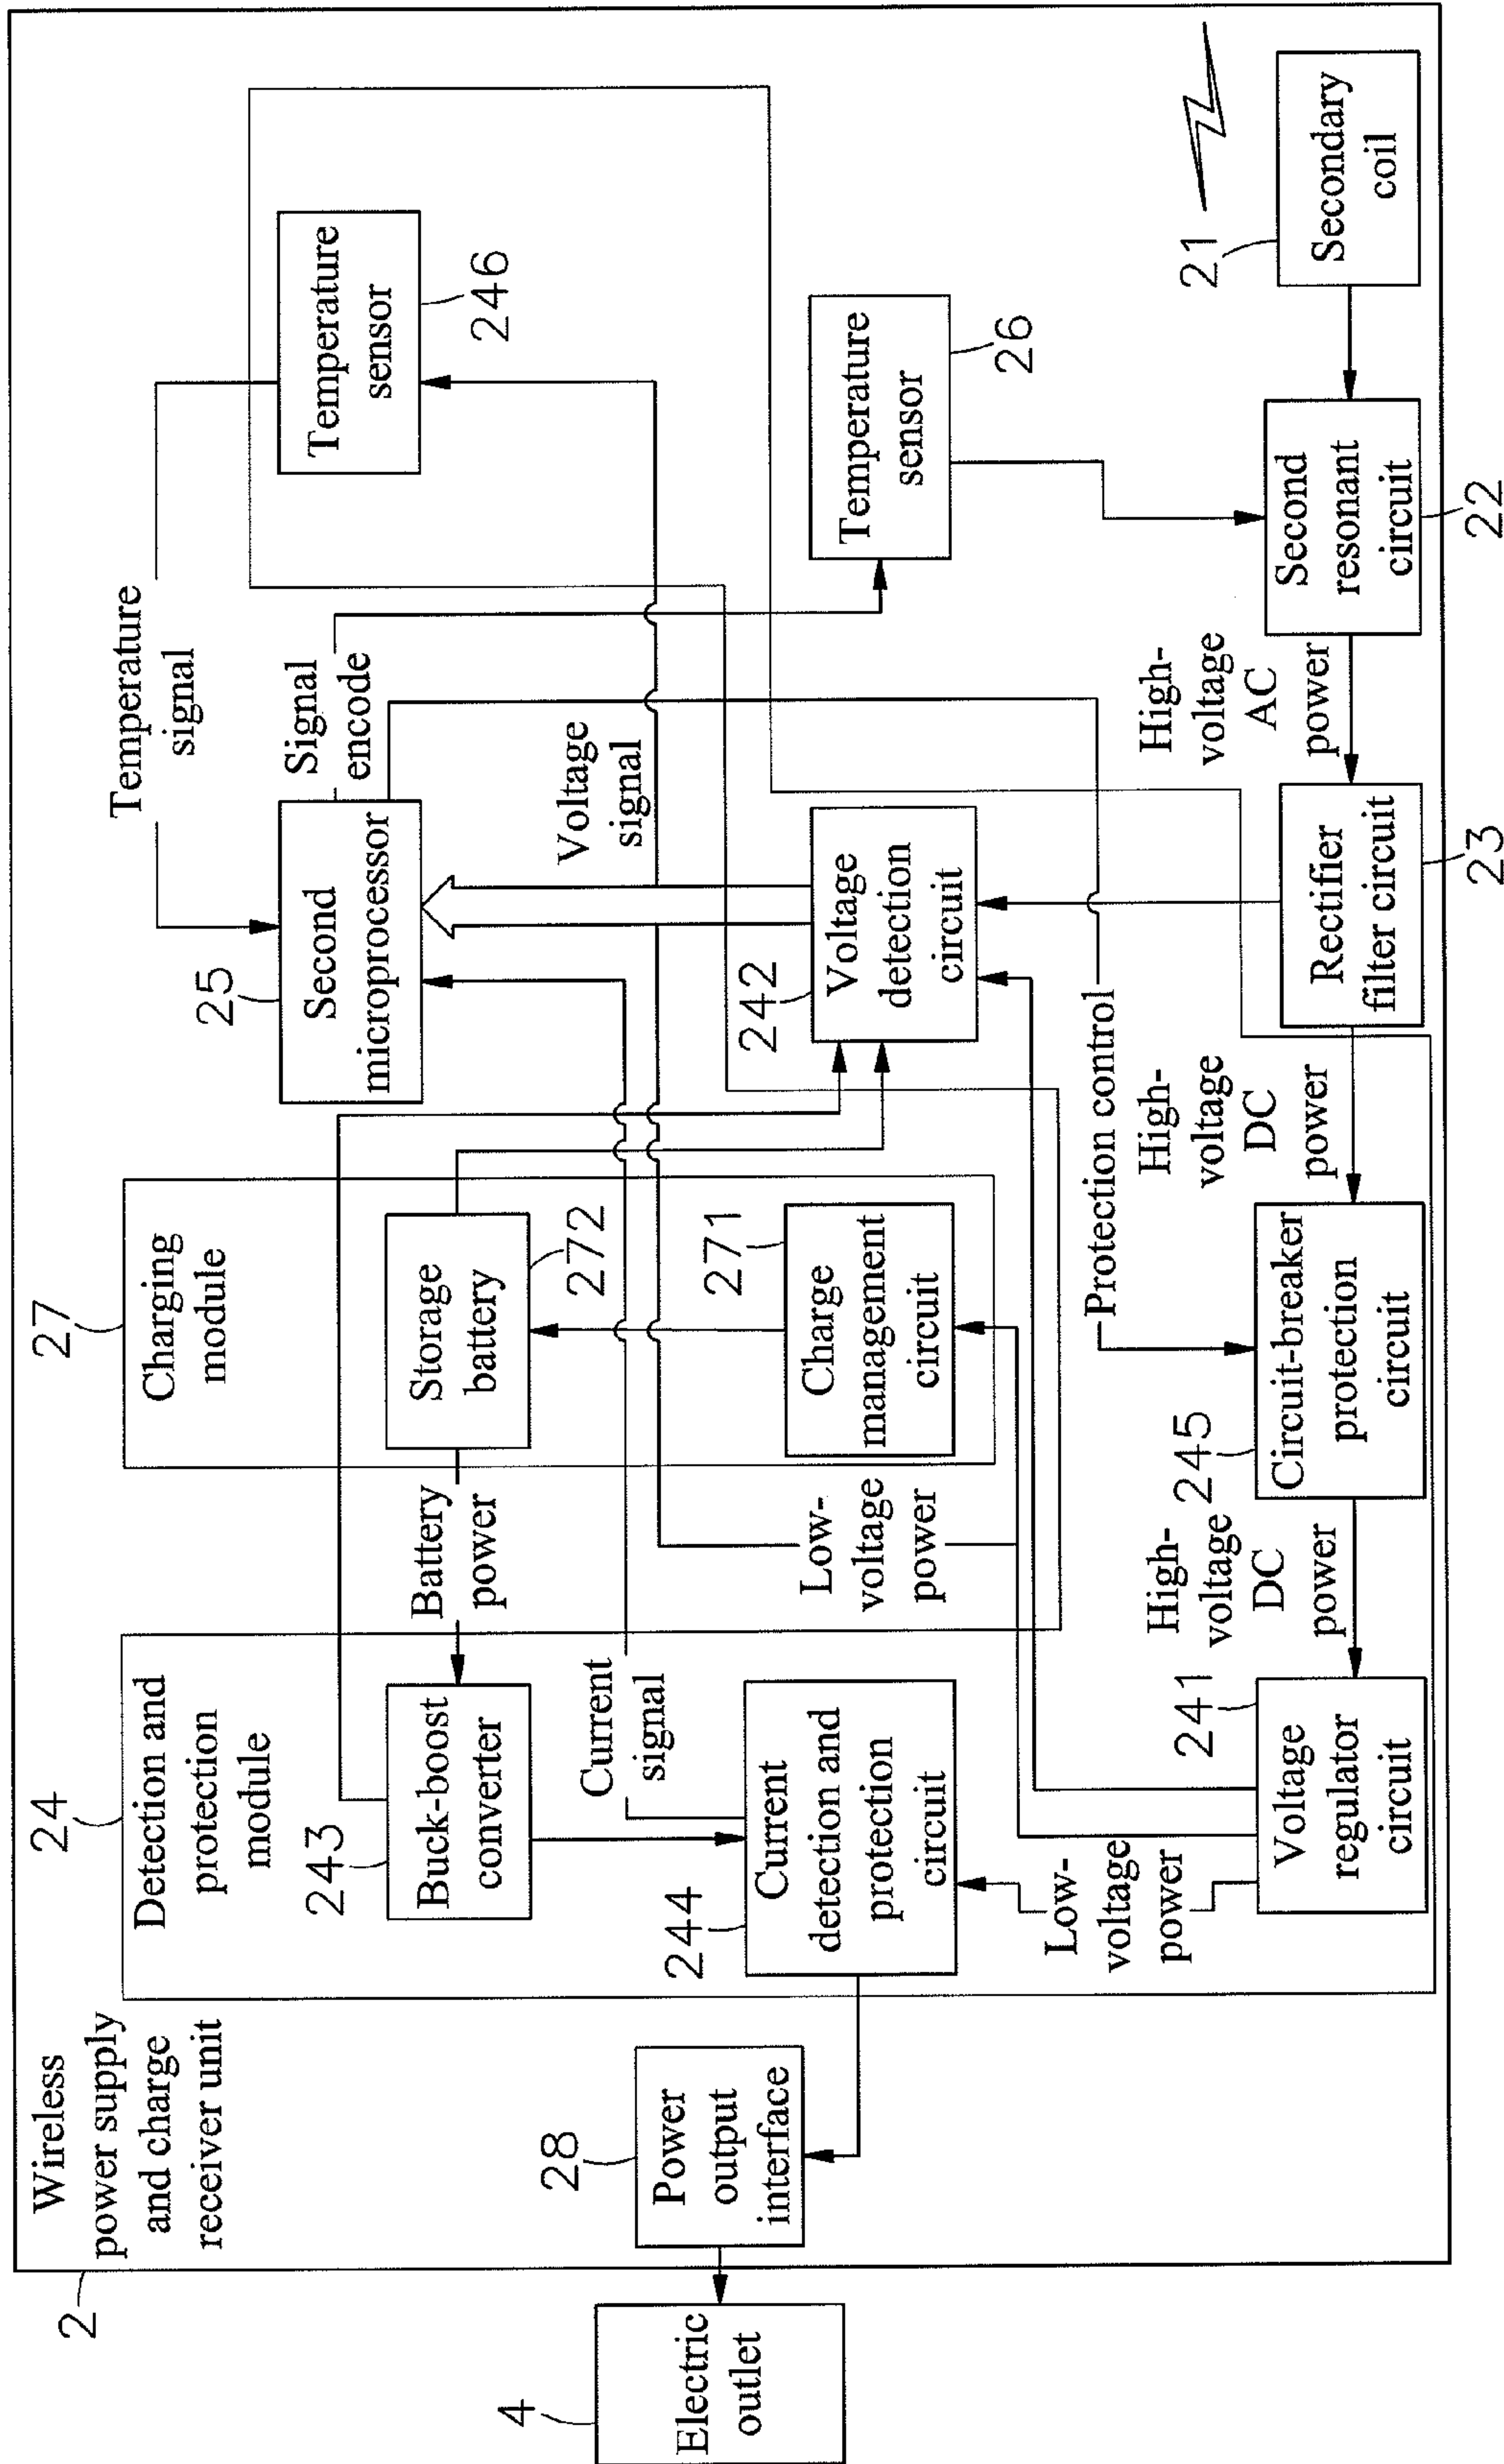 2
Wireless
power supply
and charge
receiver unit
24
Detection and
protection
module
27
Charging
module
Temperature
signal
25
Second
microprocessor
Signal
encode
Temperature
sensor
246
243
Buck-boost
converter
Battery
power
Storage
battery
272
Current
signal
Voltage
signal
4
Electric
outlet
28
Power
output
interface
244
Current
detection and
protection
circuit
Low-
voltage
power
271
Charge
management
circuit
242
Voltage
detection
circuit
Temperature
sensor
26
Low-
voltage
power
Protection control
241
Voltage
regulator
circuit
High-
voltage
DC
power
245
Circuit-breaker
protection
circuit
High-
voltage
DC
power
Rectifier
filter circuit
23
High-
voltage
AC
power
Second
resonant
circuit
22
21
Secondary
coil